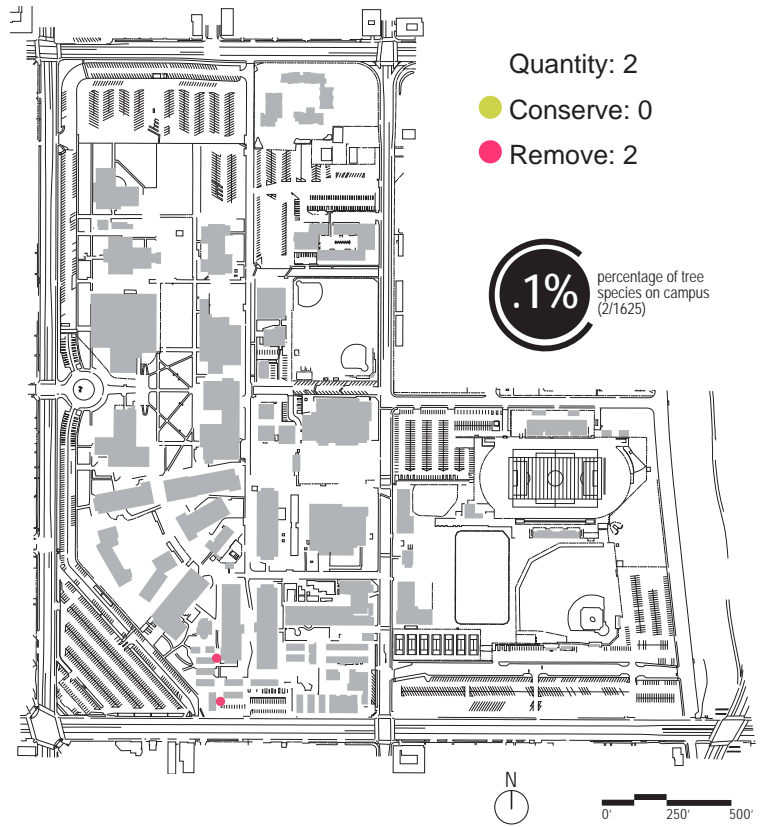 Quantity: 2
Conserve: 0
Remove: 2
.1%
percentage of tree
species on campus
(2/1625)
N
0' 250' 500'